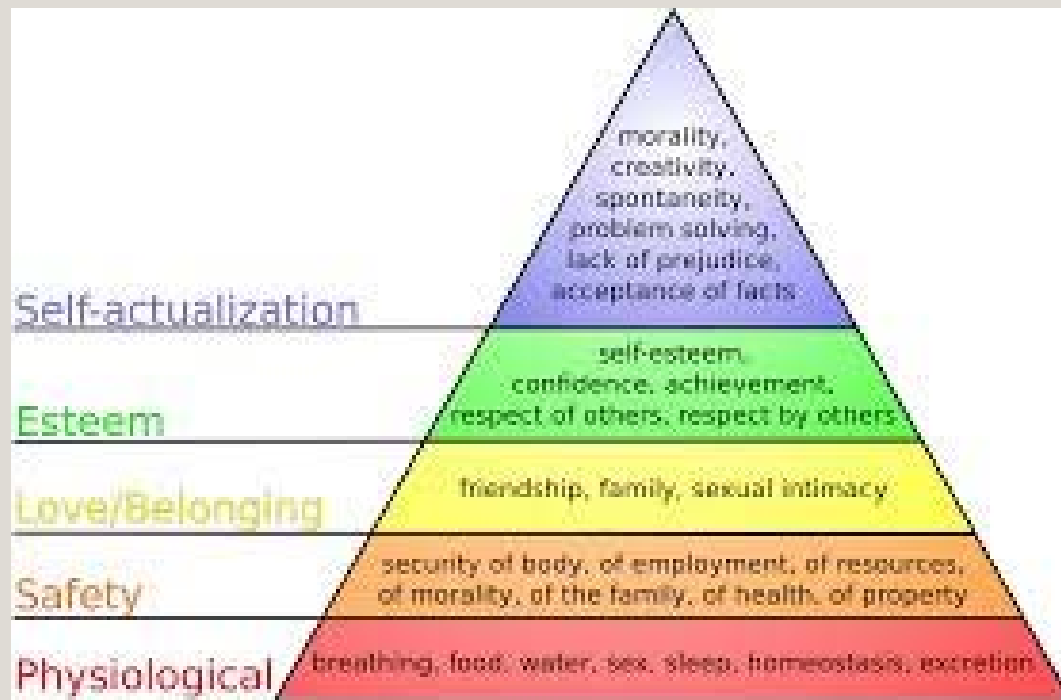 morality,
creativity,
spontaneity,
problem solving,
lack of prejudice,
acceptance of facts
Self-actualization
self-esteem,
confidence, achievement,
respect of others, respect by others
Esteem
friendship, family, sexual intimacy
Love/Belonging
security of body, of employment, of resources,
of morality, of the family, of health, of property
Safety
breathing, food, water, sex, sleep, homeostasis, excretion
Physiological